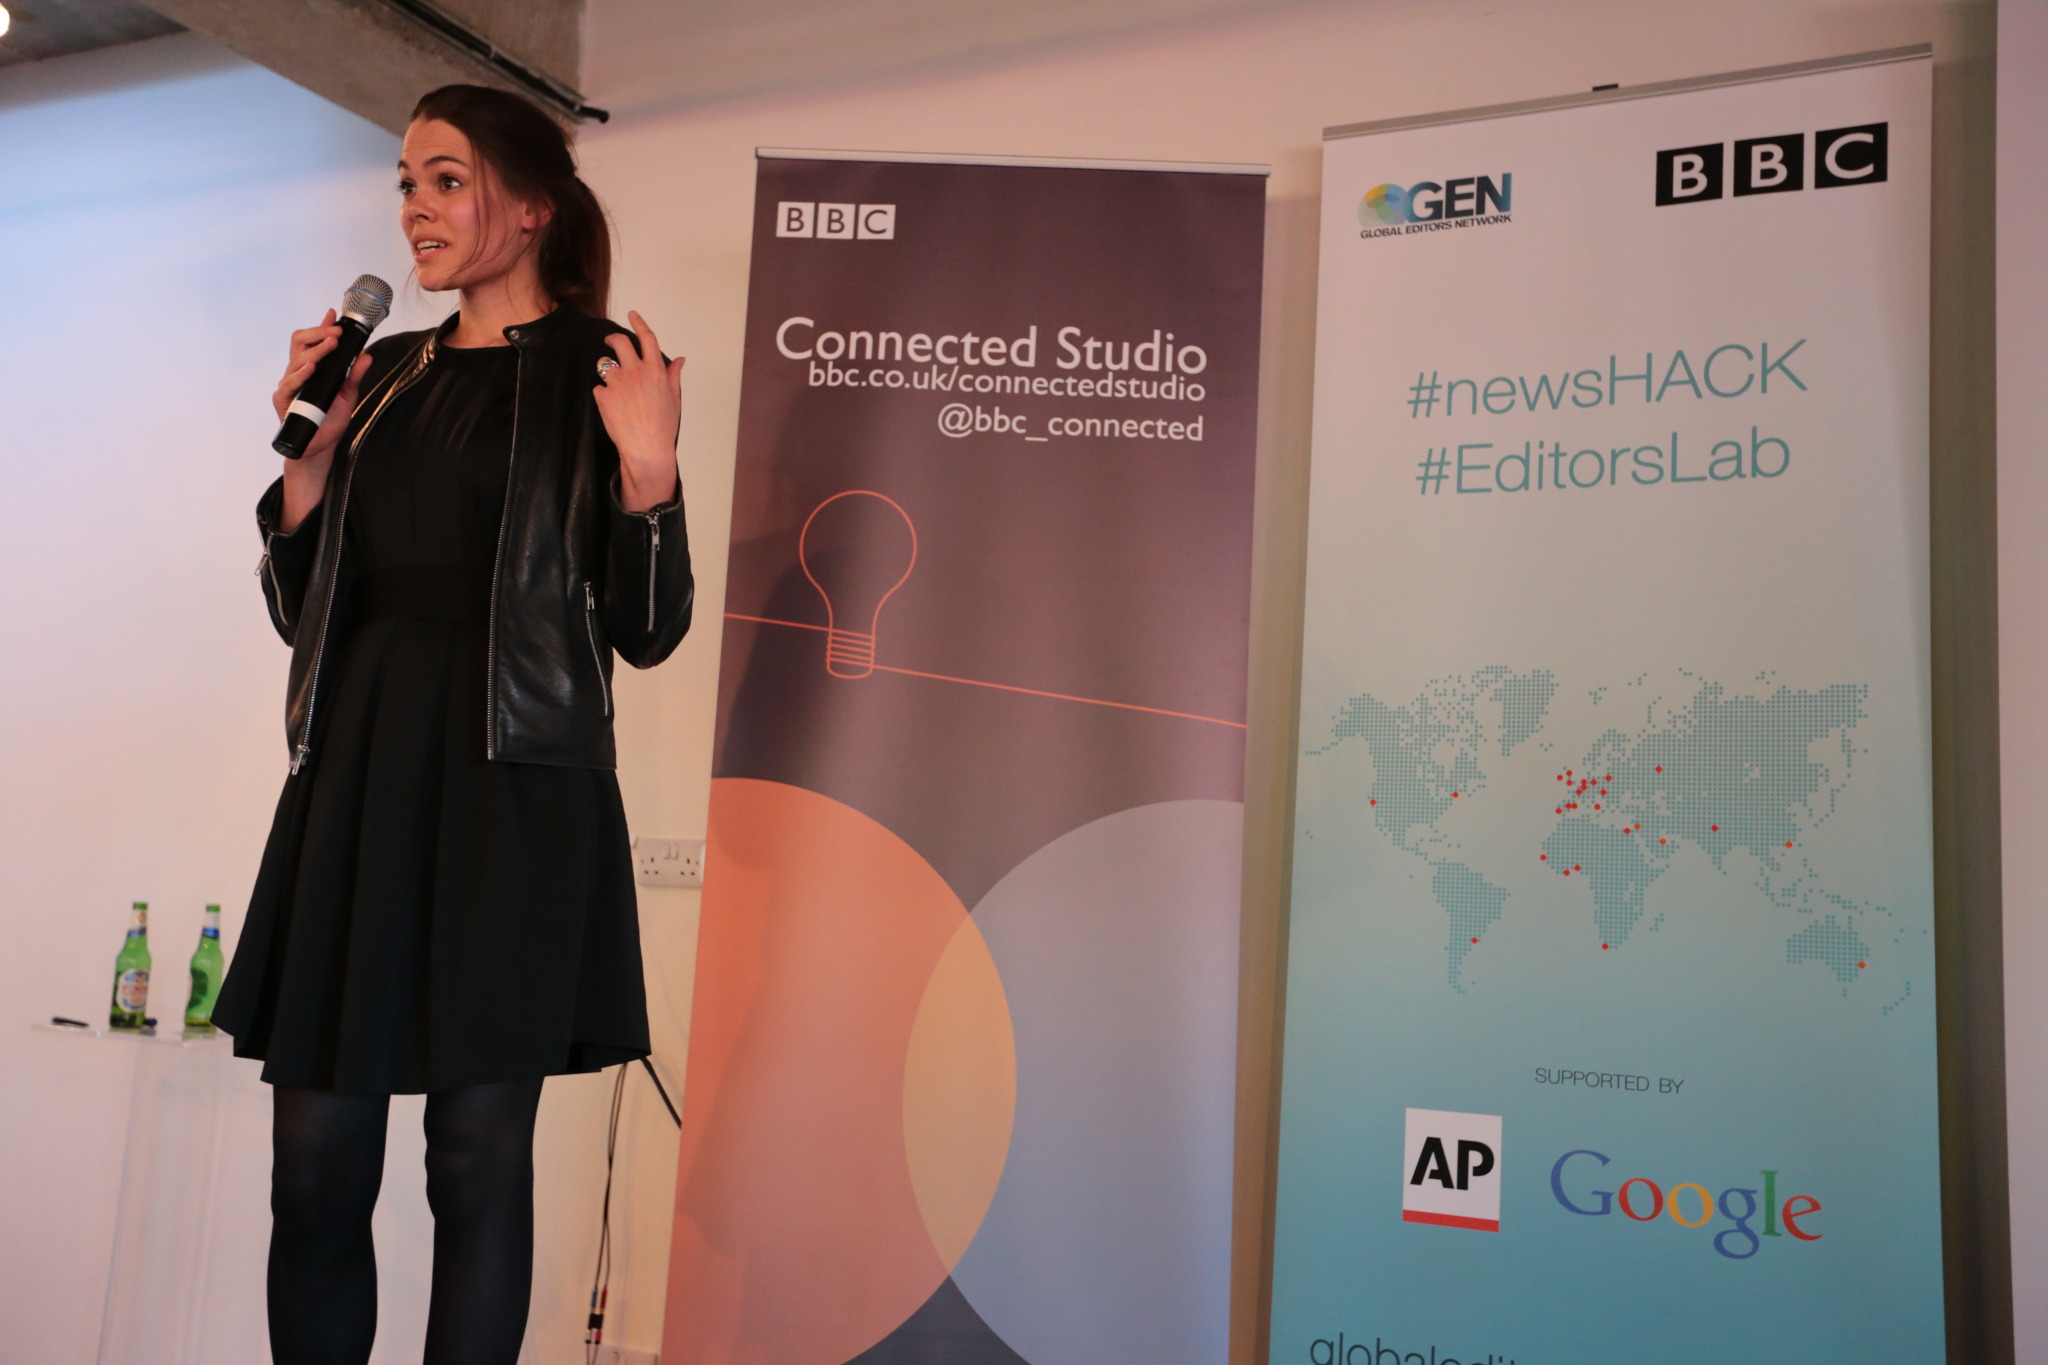 BBC
Connected Studio
bbc.co.uk/connectedstudio
@bbc_connected
GEN
GLOBAL EDITORS NETWORK
BBC
#newsHACK
#EditorsLab
SUPPORTED BY
AP
Google